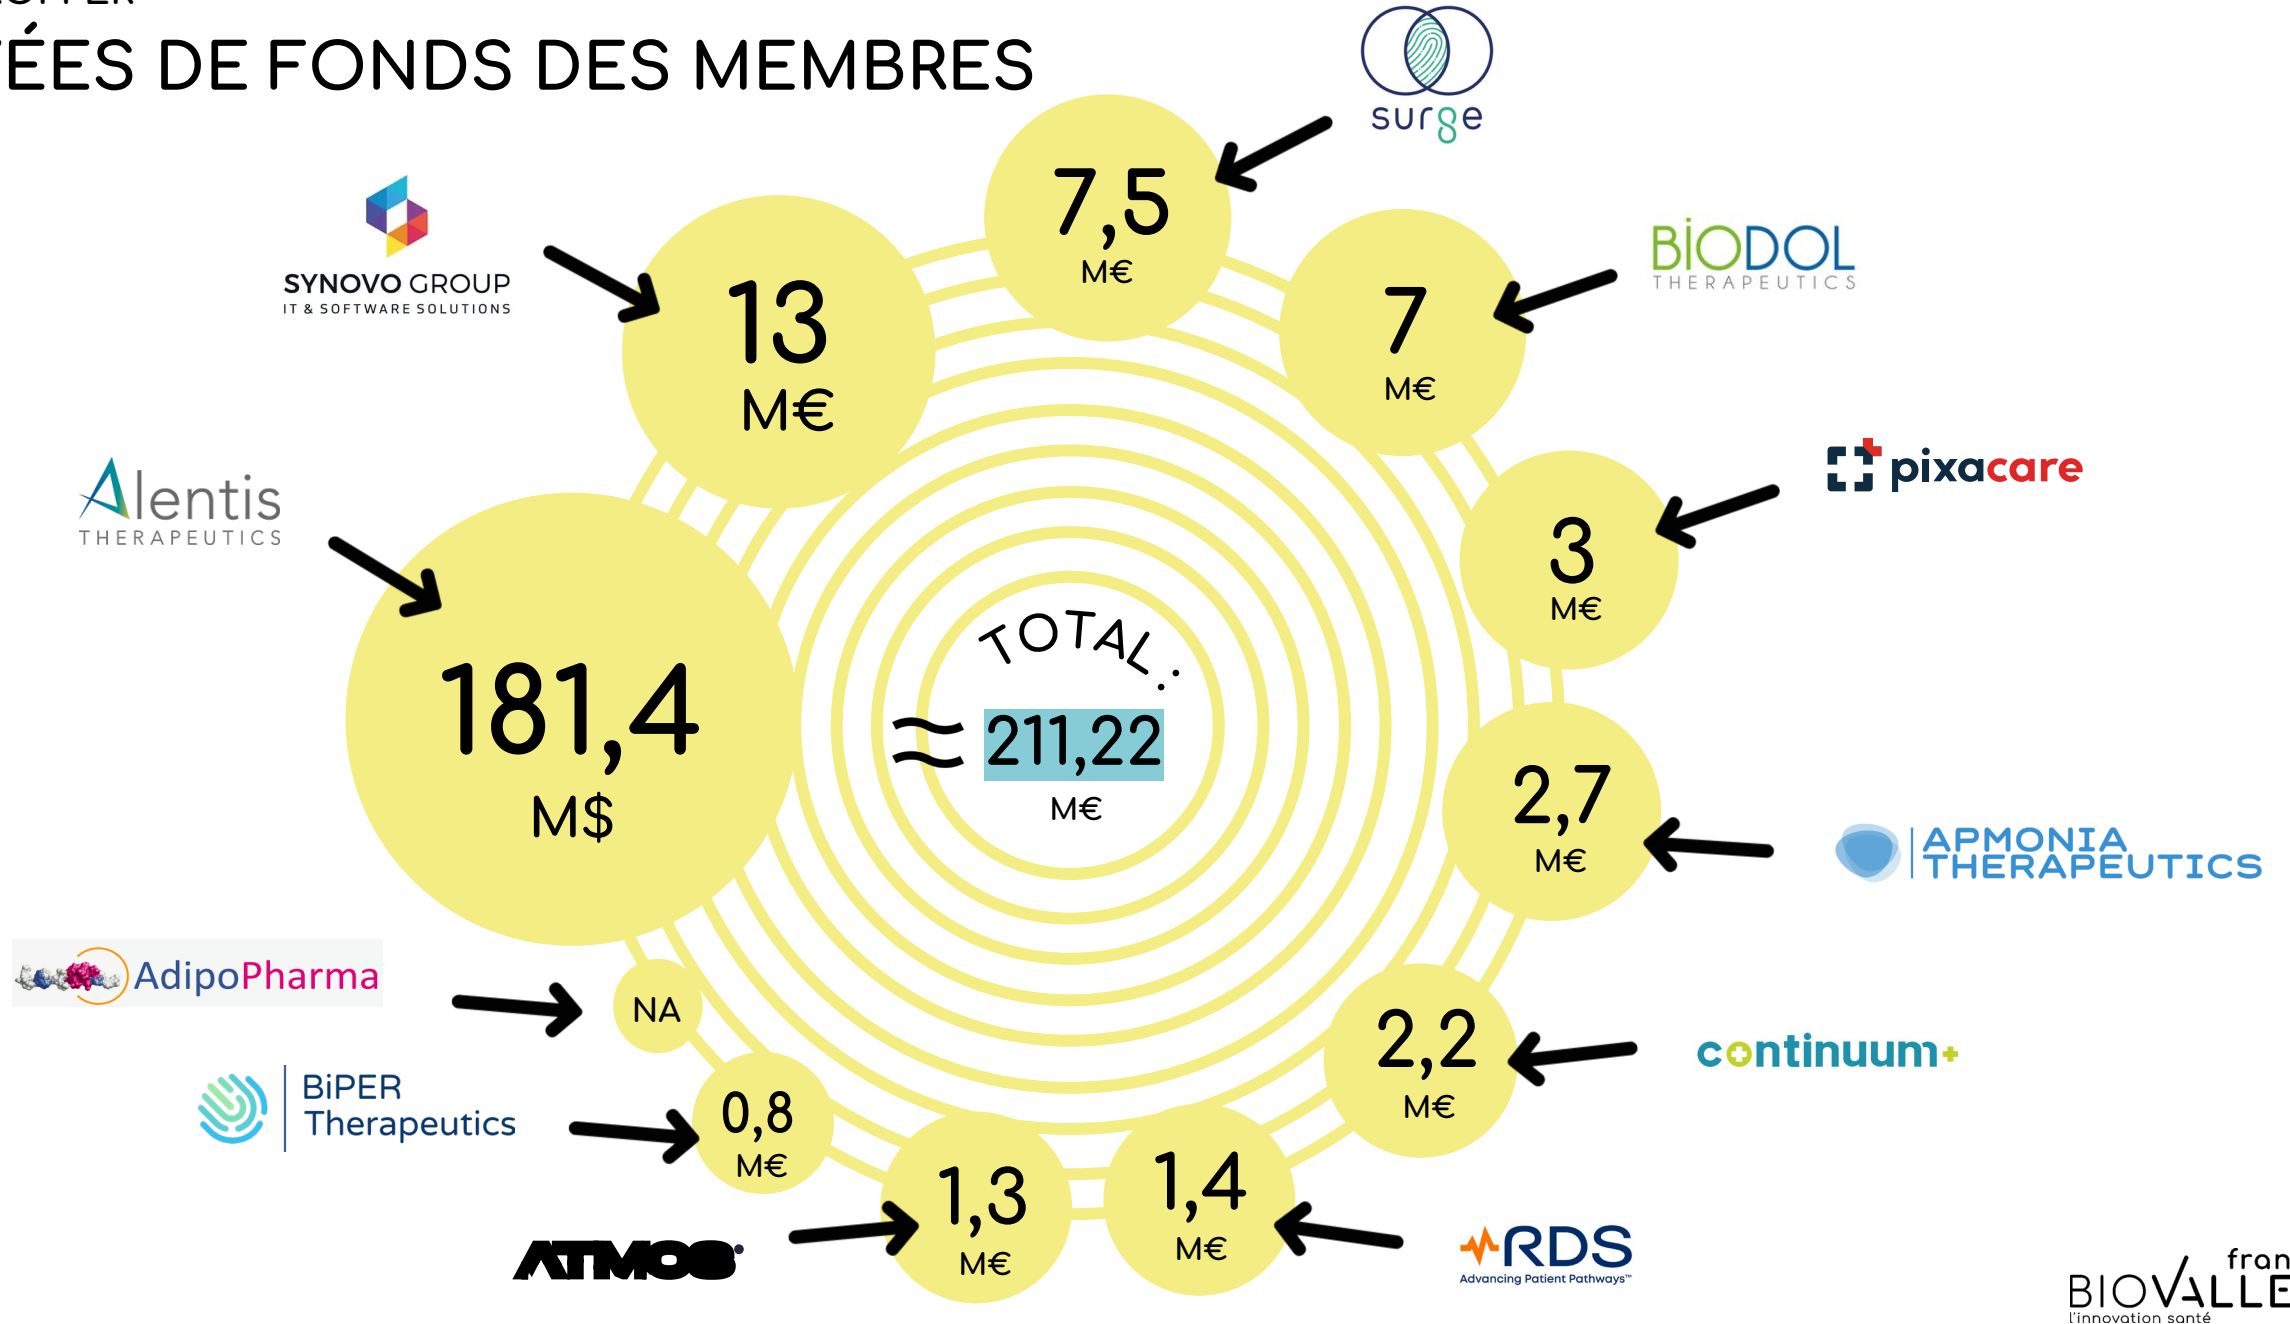 ÉES DE FONDS DES MEMBRES
surge
7,5
M€
SYNOVO GROUP
IT & SOFTWARE SOLUTIONS
13
M€
BIODOL
THERAPEUTICS
7
M€
Alentis
THERAPEUTICS
pixacare
3
M€
181,4
M$
TOTAL :
≈ 211,22
M€
2,7
M€
APMONIA
THERAPEUTICS
AdipoPharma
NA
2,2
M€
continuum+
BiPER
Therapeutics
0,8
M€
1,3
M€
1,4
M€
ATMOS
RDS
Advancing Patient Pathways™
fran
BIOVALLE
l'innovation santé